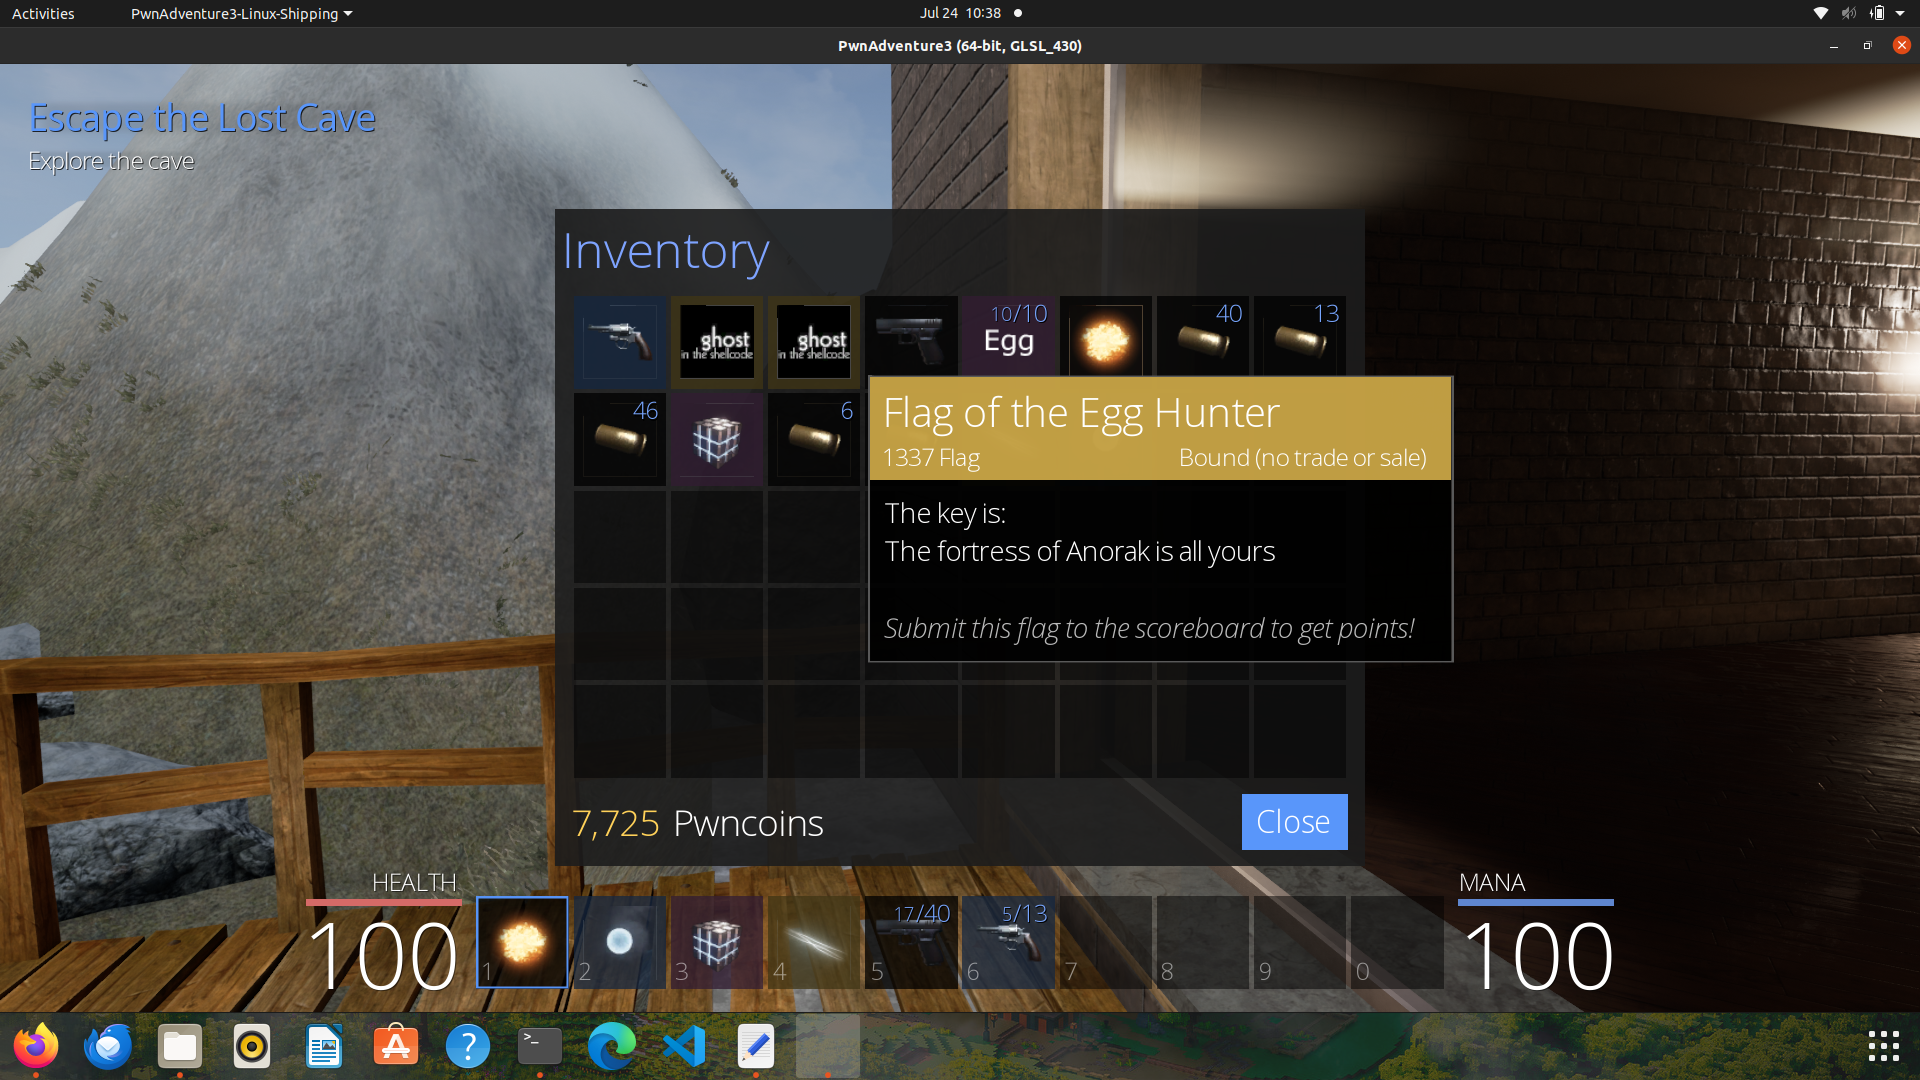 Activities
PwnAdventure3-Linux-Shipping
Jul 24 10:38
PwnAdventure3 (64-bit, GLSL_430)
Escape the Lost Cave
Explore the cave
Inventory
ghost
in the shellcode
ghost
in the shellcode
10/10
Egg
40
13
46
6
Flag of the Egg Hunter
1337 Flag
Bound (no trade or sale)
The key is:
The fortress of Anorak is all yours
Submit this flag to the scoreboard to get points!
7,725 Pwncoins
Close
HEALTH
100
1
2
3
4
17/40
5
5/13
6
7
8
9
0
MANA
100